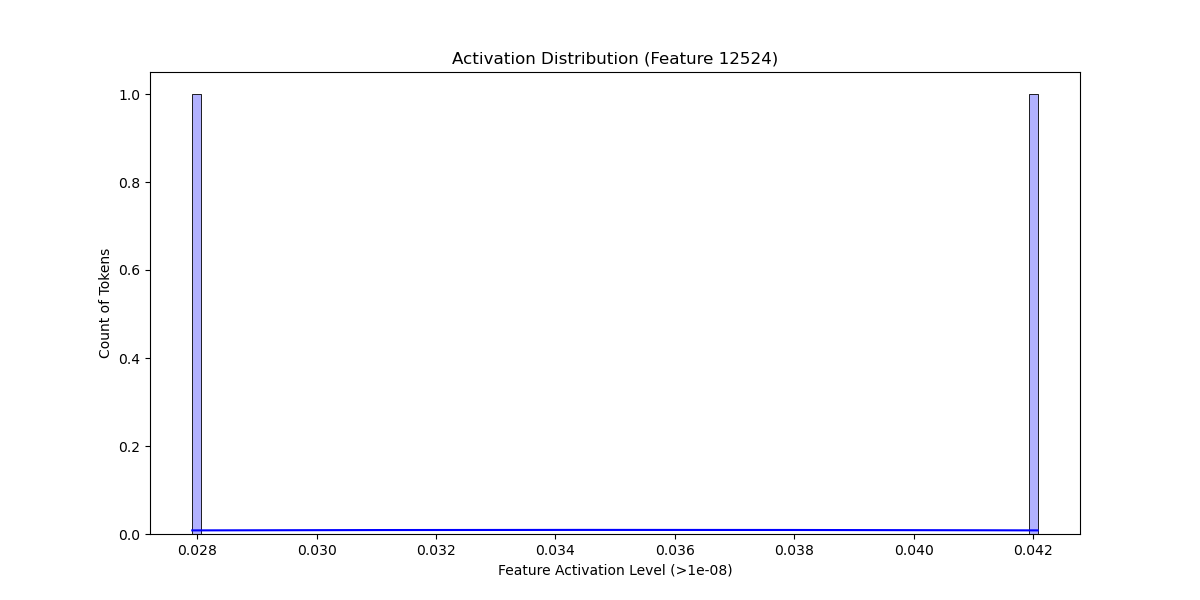 Activation Distribution (Feature 12524)
1.0
0.8
0.6
0.4
0.2
0.0
Count of Tokens
0.028 0.030 0.032 0.034 0.036 0.038 0.040 0.042
Feature Activation Level (>1e-08)